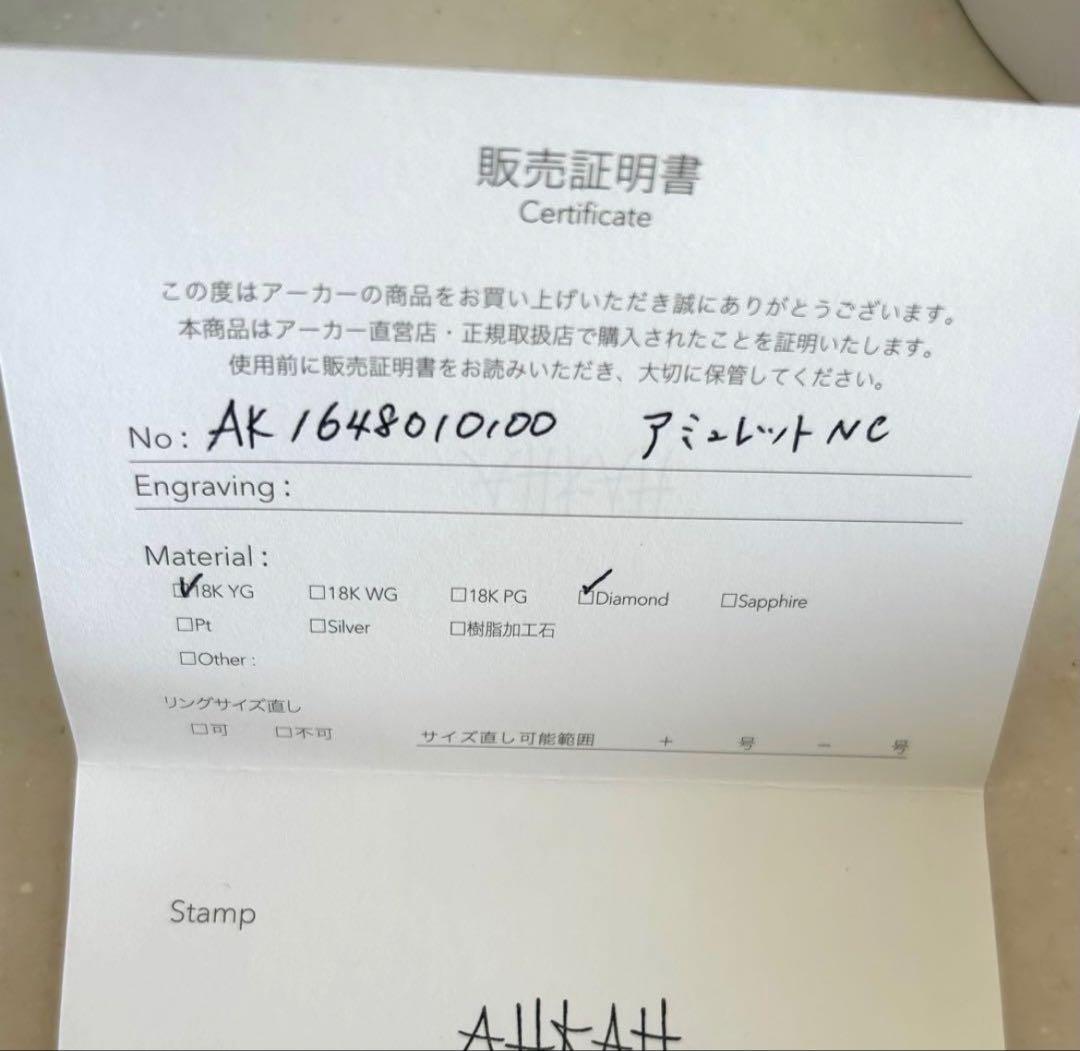 販売証明書
Certificate
この度はアーカーの商品をお買い上げいただき誠にありがとうございます。
本商品はアーカー直営店・正規取扱店で購入されたことを証明いたします。
使用前に販売証明書をお読みいただき、大切に保管してください。
No: AK1648010100 アミュレットNC
Engraving:
Material:
☑18K YG □18K WG □18K PG ☑Diamond □Sapphire
□Pt □Silver □樹脂加工石
□Other:
リングサイズ直し
□可 □不可 サイズ直し可能範囲 + 号 − 号
Stamp
AHKAH